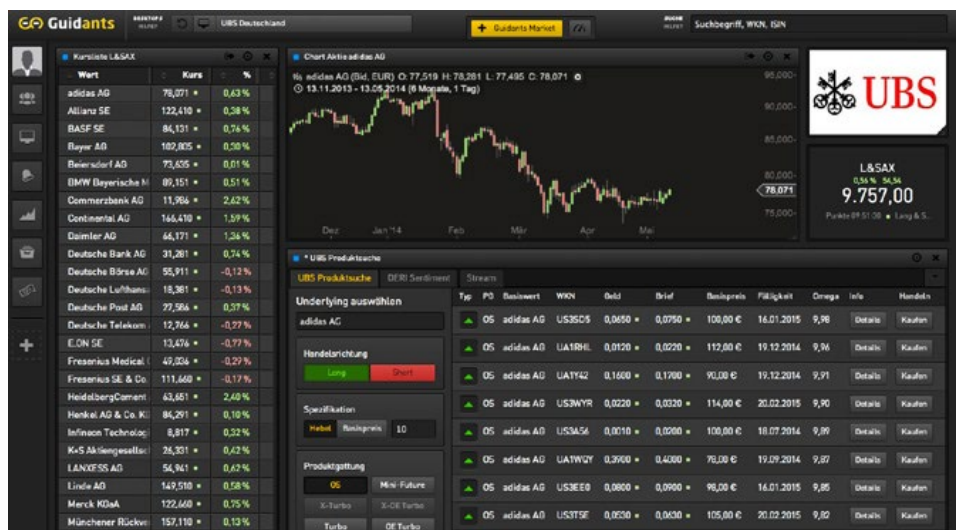 Guidants
DESKTOPS
HILFE?
UBS Deutschland
+ Guidants Market
SUCHE
HILFE?
Suchbegriff, WKN, ISIN
Kursliste L&SAX
Wert Kurs %
adidas AG 78,071 0,63 %
Allianz SE 122,410 0,38 %
BASF SE 84,131 0,76 %
Bayer AG 102,805 0,50 %
Beiersdorf AG 73,635 0,01 %
BMW Bayerische M 89,151 0,51 %
Commerzbank AG 11,986 2,62 %
Continental AG 166,410 1,59 %
Daimler AG 66,171 1,36 %
Deutsche Bank AG 31,281 0,74 %
Deutsche Börse AG 55,911 -0,12 %
Deutsche Lufthans 18,381 -0,13 %
Deutsche Post AG 27,586 0,37 %
Deutsche Telekom 12,766 -0,27 %
E.ON SE 13,476 -0,77 %
Fresenius Medical 49,036 -0,29 %
Fresenius SE & Co. 111,660 -0,17 %
HeidelbergCement 63,651 2,40 %
Henkel AG & Co. K 84,291 0,10 %
Infineon Technolog 8,817 0,32 %
K+S Aktiengesellsc 26,331 0,42 %
LANXESS AG 54,941 0,62 %
Linde AG 149,510 0,58 %
Merck KGaA 122,660 0,75 %
Münchener Rückve 157,110 0,13 %
Chart Aktie adidas AG
adidas AG (Bid, EUR) O: 77,519 H: 78,281 L: 77,495 C: 78,071
13.11.2013 - 13.05.2014 (6 Monate, 1 Tag)
95,000
90,000
85,000
80,000
78,071
75,000
Dez Jan '14 Feb Mär Apr Mai
UBS
L&SAX
0,56 % 54,54
9.757,00
Punkte 09:51:00 Lang & S...
* UBS Produktsuche
UBS Produktsuche DERI Sentiment Stream
Underlying auswählen
adidas AG
Handelsrichtung
Long Short
Spezifikation
Hebel Basispreis 10
Produktgattung
OS Mini-Future
X-Turbo X-OE Turbo
Turbo OE Turbo
Typ PG Basiswert WKN Geld Brief Basispreis Fälligkeit Omega Info Handeln
OS adidas AG US3SD5 0,0650 0,0750 100,00 € 16.01.2015 9,98 Details Kaufen
OS adidas AG UA1RHL 0,0120 0,0220 112,00 € 19.12.2014 9,96 Details Kaufen
OS adidas AG UA1Y42 0,1600 0,1700 90,00 € 19.12.2014 9,91 Details Kaufen
OS adidas AG US3WYR 0,0220 0,0320 114,00 € 20.02.2015 9,90 Details Kaufen
OS adidas AG US3A56 0,0010 0,0200 100,00 € 18.07.2014 9,89 Details Kaufen
OS adidas AG UA1WQY 0,3900 0,4000 78,00 € 19.09.2014 9,87 Details Kaufen
OS adidas AG US3EE0 0,0800 0,0900 98,00 € 16.01.2015 9,85 Details Kaufen
OS adidas AG US3TSE 0,0530 0,0630 105,00 € 20.02.2015 9,82 Details Kaufen